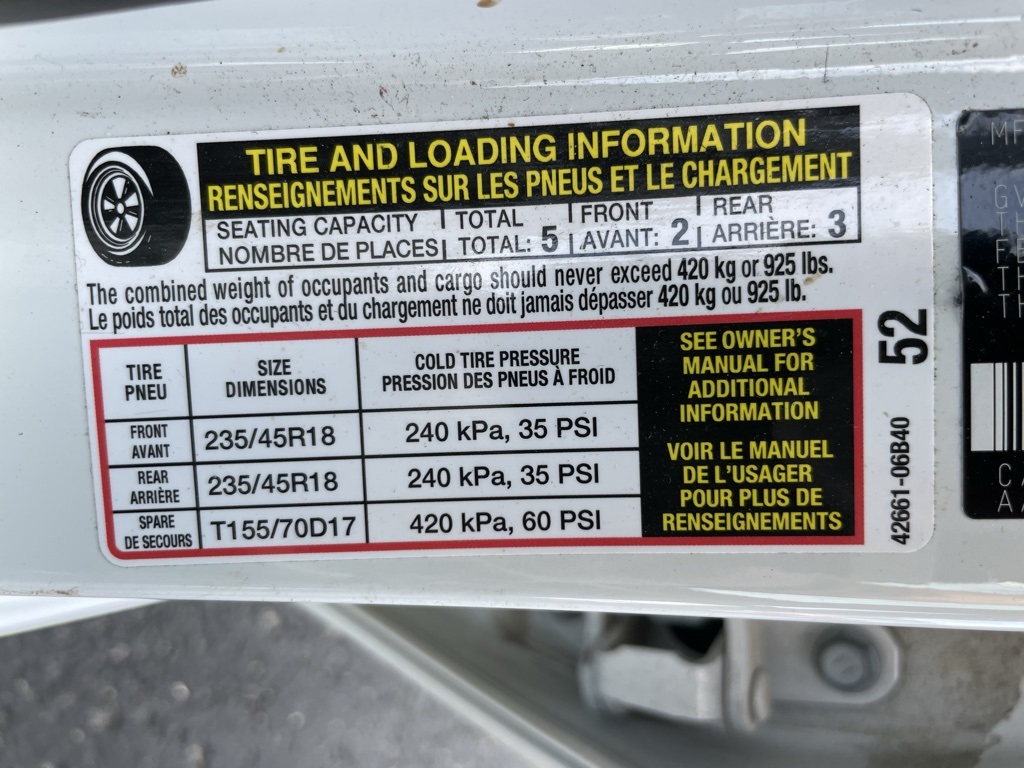 TIRE AND LOADING INFORMATION
RENSEIGNEMENTS SUR LES PNEUS ET LE CHARGEMENT
SEATING CAPACITY TOTAL FRONT REAR
NOMBRE DE PLACES TOTAL: 5 AVANT: 2 ARRIÈRE: 3
The combined weight of occupants and cargo should never exceed 420 kg or 925 lbs.
Le poids total des occupants et du chargement ne doit jamais dépasser 420 kg ou 925 lb.
TIRE
PNEU
SIZE
DIMENSIONS
COLD TIRE PRESSURE
PRESSION DES PNEUS À FROID
FRONT
AVANT
235/45R18
240 kPa, 35 PSI
REAR
ARRIÈRE
235/45R18
240 kPa, 35 PSI
SPARE
DE SECOURS
T155/70D17
420 kPa, 60 PSI
SEE OWNER'S
MANUAL FOR
ADDITIONAL
INFORMATION
VOIR LE MANUEL
DE L'USAGER
POUR PLUS DE
RENSEIGNEMENTS
52
42661-06B40